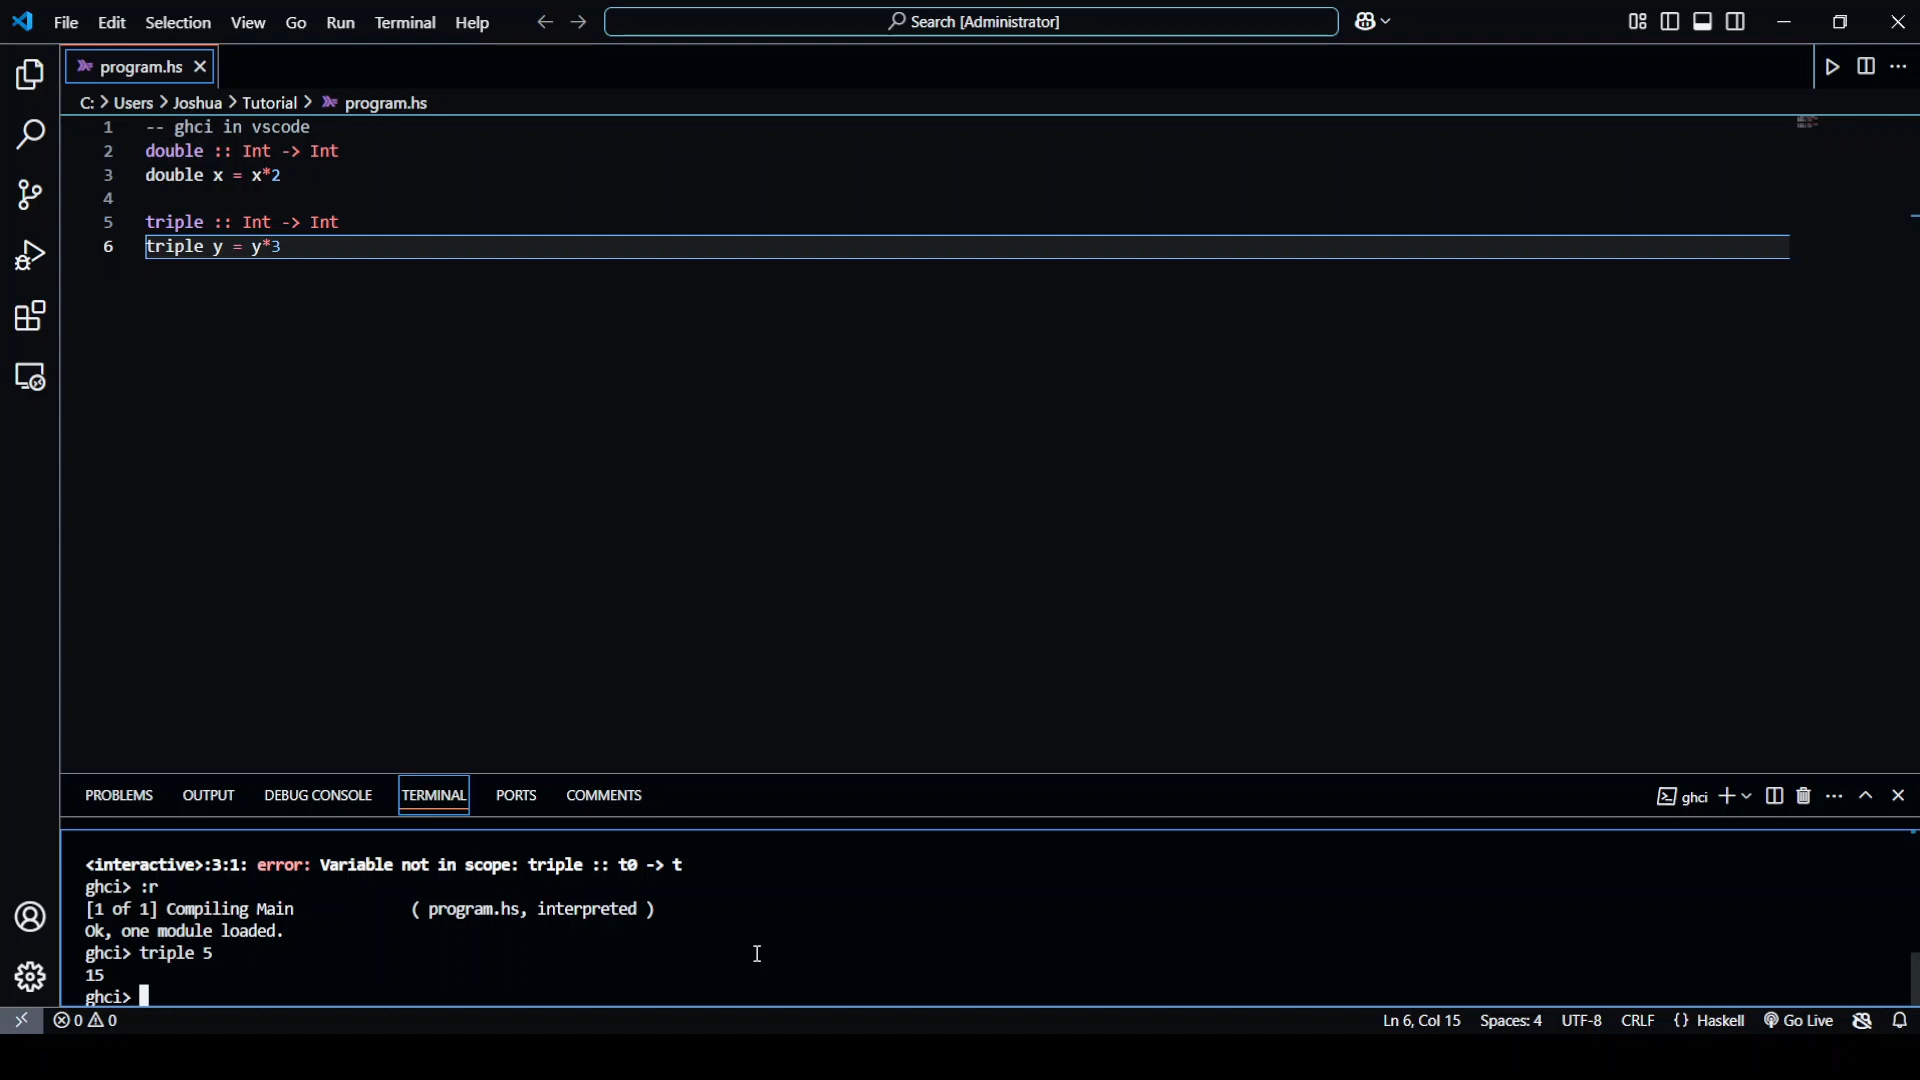 File Edit Selection View Go Run Terminal Help Search [Administrator]
program.hs
C: > Users > Joshua > Tutorial > program.hs
1 -- ghci in vscode
2 double :: Int -> Int
3 double x = x*2
4
5 triple :: Int -> Int
6 triple y = y*3
PROBLEMS OUTPUT DEBUG CONSOLE TERMINAL PORTS COMMENTS ghci
<interactive>:3:1: error: Variable not in scope: triple :: t0 -> t
ghci> :r
[1 of 1] Compiling Main ( program.hs, interpreted )
Ok, one module loaded.
ghci> triple 5
15
ghci>
0 0 Ln 6, Col 15 Spaces: 4 UTF-8 CRLF {} Haskell Go Live